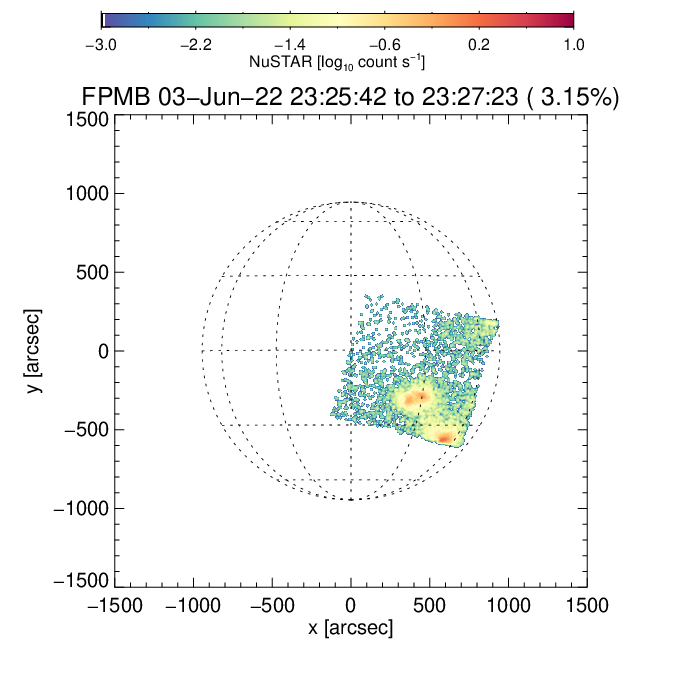 −3.0 −2.2 −1.4 −0.6 0.2 1.0
NuSTAR [log₁₀ count s⁻¹]
FPMB 03−Jun−22 23:25:42 to 23:27:23 ( 3.15%)
1500
1000
500
0
−500
−1000
−1500
y [arcsec]
−1500 −1000 −500 0 500 1000 1500
x [arcsec]